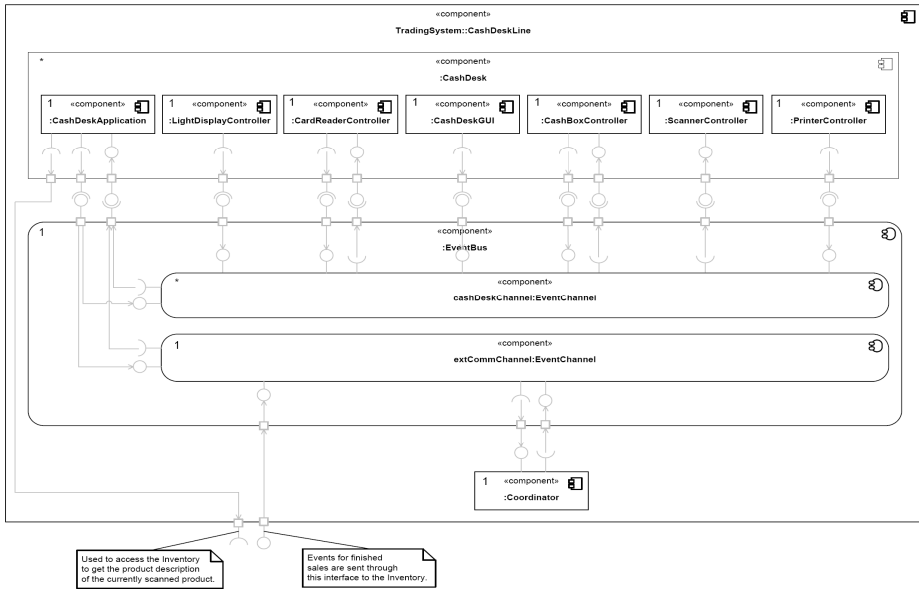 «component»
TradingSystem::CashDeskLine
*
«component»
:CashDesk
1 «component»
:CashDeskApplication
1 «component»
:LightDisplayController
1 «component»
:CardReaderController
1 «component»
:CashDeskGUI
1 «component»
:CashBoxController
1 «component»
:ScannerController
1 «component»
:PrinterController
1
«component»
:EventBus
*
«component»
cashDeskChannel:EventChannel
1
«component»
extCommChannel:EventChannel
1 «component»
:Coordinator
Used to access the Inventory
to get the product description
of the currently scanned product.
Events for finished
sales are sent through
this interface to the Inventory.